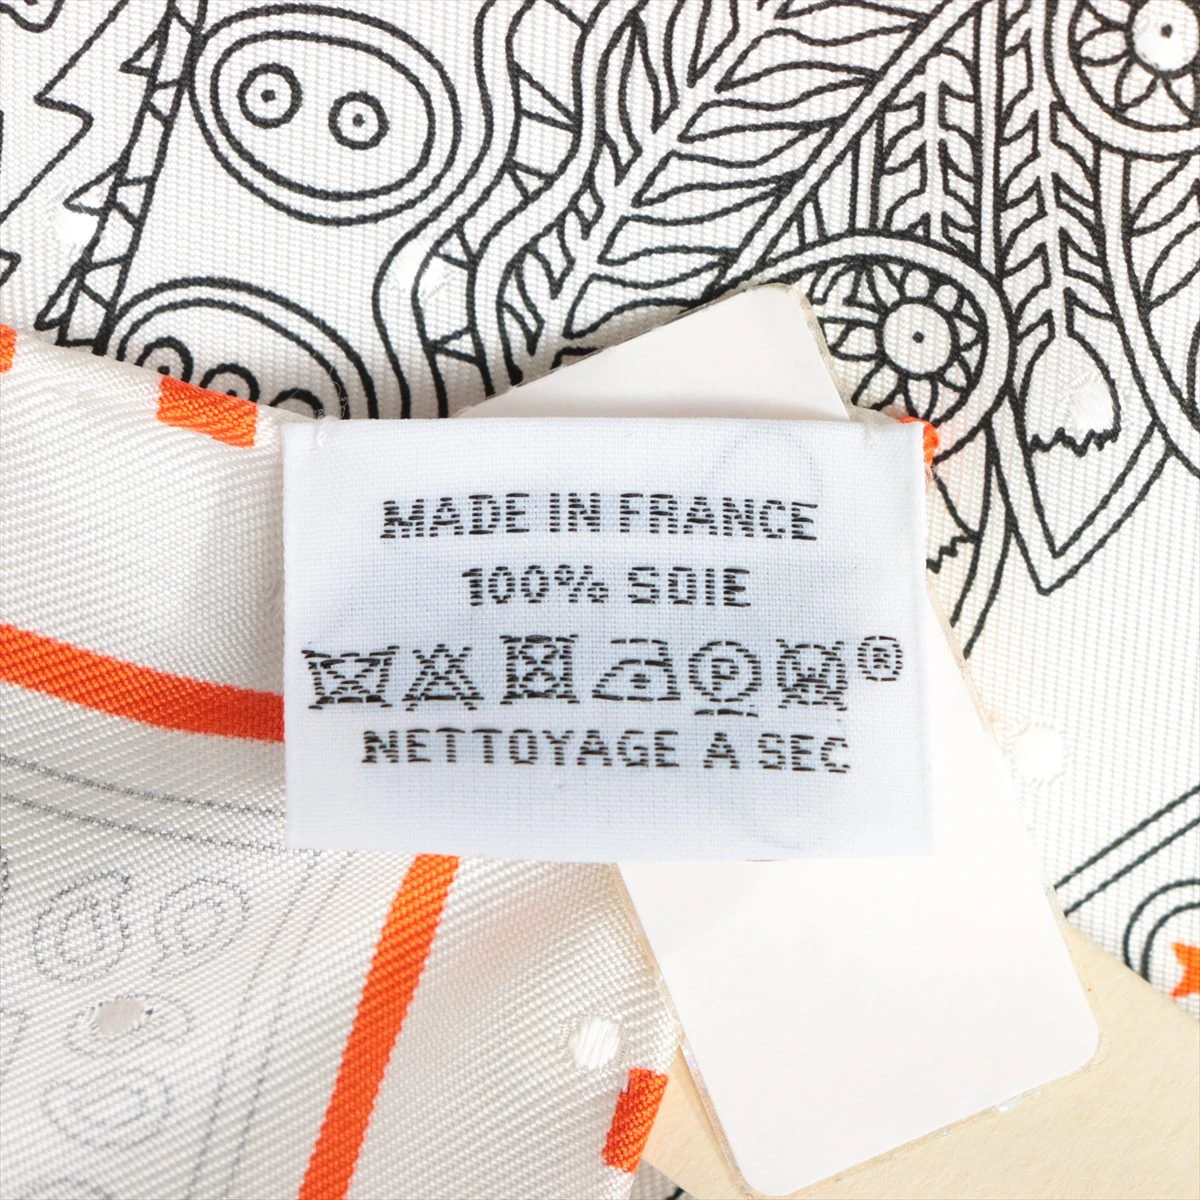 MADE IN FRANCE
100% SOIE
P ®
NETTOYAGE A SEC